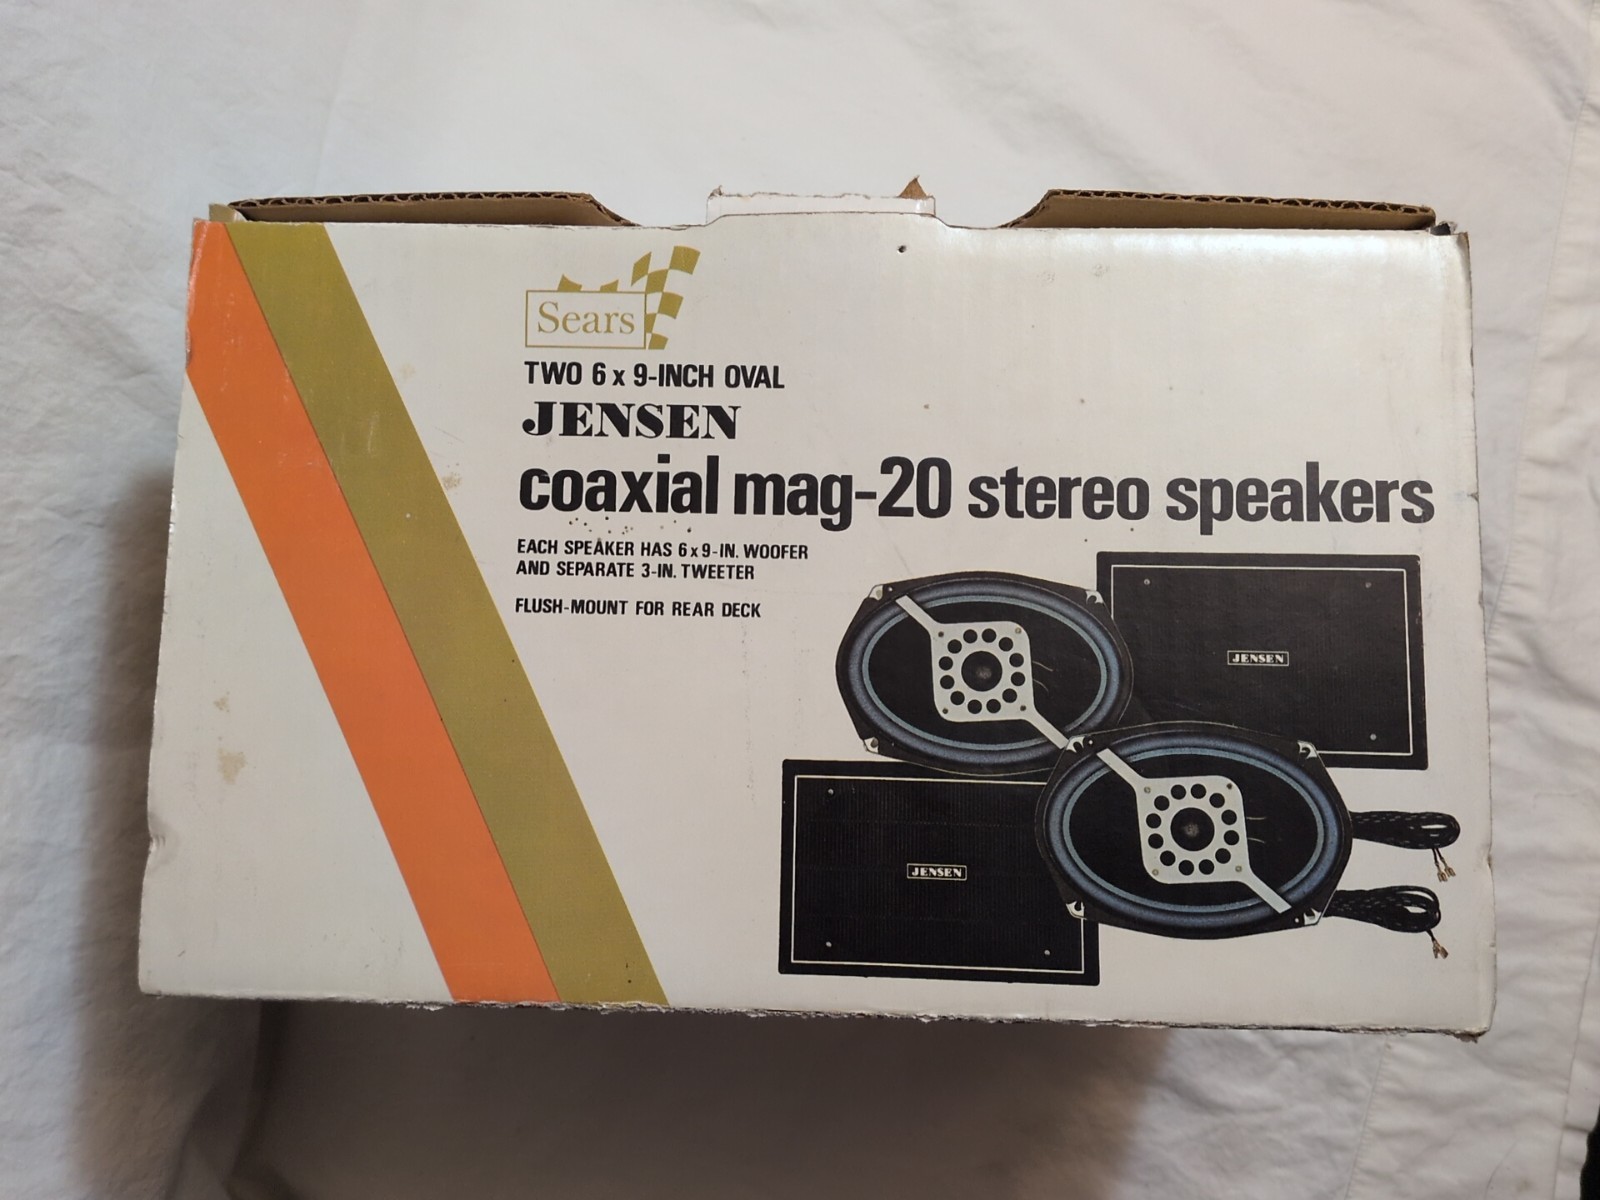 Sears
TWO 6 x 9-INCH OVAL
JENSEN
coaxial mag-20 stereo speakers
EACH SPEAKER HAS 6 x 9-IN. WOOFER
AND SEPARATE 3-IN. TWEETER
FLUSH-MOUNT FOR REAR DECK
JENSEN
JENSEN